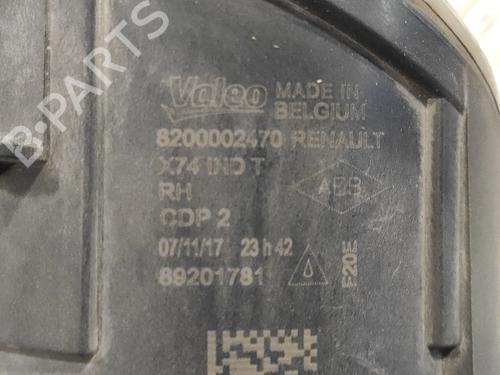 B-PARTS
Valeo MADE IN BELGIUM
8200002470 RENAULT
X74 IND T
RH
AEB
CDP 2
07/11/17 23 h 42
89201781
F20E